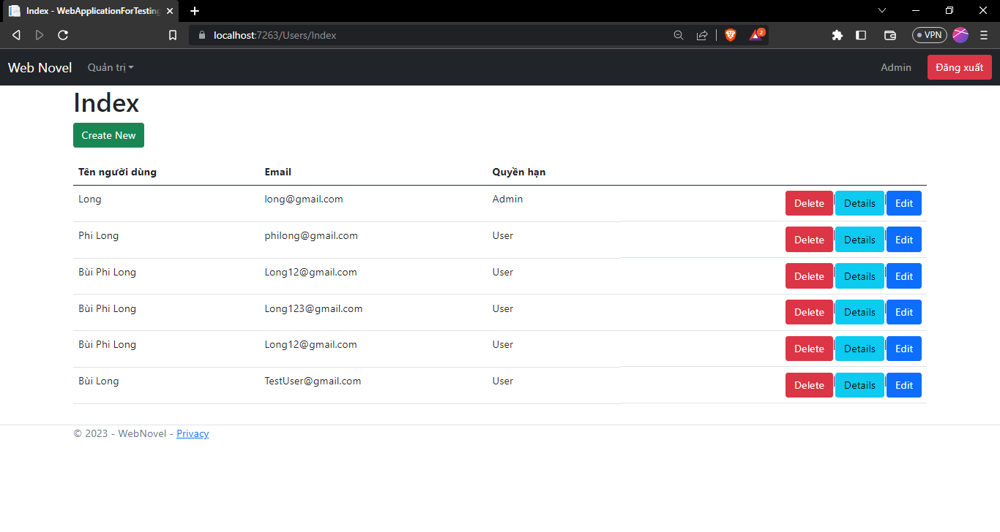 Index - WebApplicationForTesting
localhost:7263/Users/Index
2
VPN
Web Novel Quản trị Admin Đăng xuất
Index
Create New
Tên người dùng Email Quyền hạn
Long long@gmail.com Admin Delete | Details | Edit
Phi Long philong@gmail.com User Delete | Details | Edit
Bùi Phi Long Long12@gmail.com User Delete | Details | Edit
Bùi Phi Long Long123@gmail.com User Delete | Details | Edit
Bùi Phi Long Long12@gmail.com User Delete | Details | Edit
Bùi Long TestUser@gmail.com User Delete | Details | Edit
© 2023 - WebNovel - Privacy